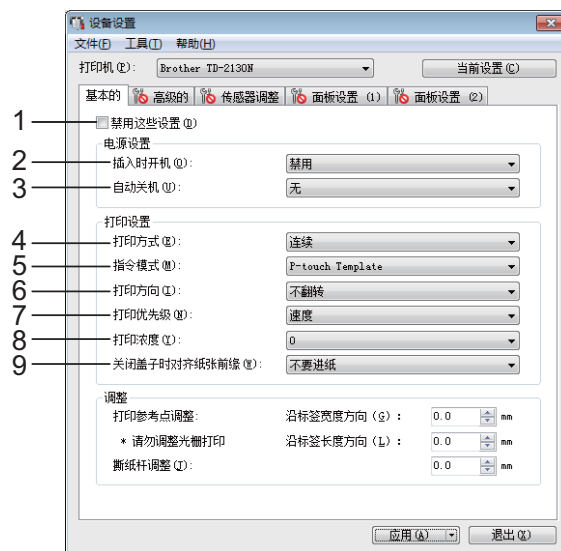 设备设置
文件(F) 工具(T) 帮助(H)
打印机(P): Brother TD-2130N 当前设置(C)
基本的 高级的 传感器调整 面板设置 (1) 面板设置 (2)
1 禁用这些设置(D)
电源设置
2 插入时开机(O): 禁用
3 自动关机(U): 无
打印设置
4 打印方式(E): 连续
5 指令模式(M): P-touch Template
6 打印方向(I): 不翻转
7 打印优先级(N): 速度
8 打印浓度(Y): 0
9 关闭盖子时对齐纸张前缘(W): 不要进纸
调整
打印参考点调整: 沿标签宽度方向(G): 0.0 mm
* 请勿调整光栅打印 沿标签长度方向(L): 0.0 mm
撕纸杆调整(J): 0.0 mm
应用(A) 退出(X)